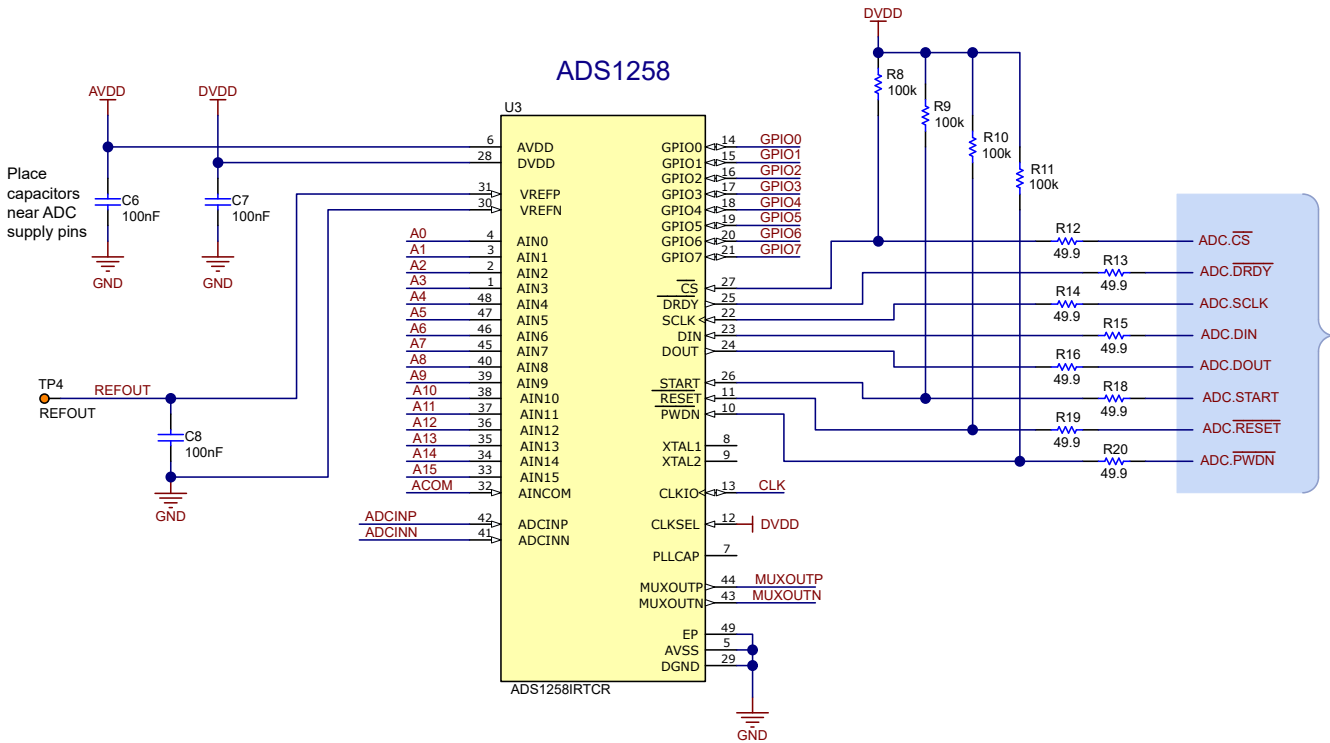 ADS1258
DVDD
AVDD
DVDD
Place
capacitors
near ADC
supply pins
C6
100nF
C7
100nF
GND
GND
U3
R8
100k
R9
100k
R10
100k
R11
100k
6 AVDD
28 DVDD
31 VREFP
30 VREFN
A0 4 AIN0
A1 3 AIN1
A2 2 AIN2
A3 1 AIN3
A4 48 AIN4
A5 47 AIN5
A6 46 AIN6
A7 45 AIN7
A8 40 AIN8
A9 39 AIN9
A10 38 AIN10
A11 37 AIN11
A12 36 AIN12
A13 35 AIN13
A14 34 AIN14
A15 33 AIN15
ACOM 32 AINCOM
ADCINP 42 ADCINP
ADCINN 41 ADCINN
TP4
REFOUT
REFOUT
C8
100nF
GND
GPIO0 14 GPIO0
GPIO1 15 GPIO1
GPIO2 16 GPIO2
GPIO3 17 GPIO3
GPIO4 18 GPIO4
GPIO5 19 GPIO5
GPIO6 20 GPIO6
GPIO7 21 GPIO7
CS 27
DRDY 25
SCLK 22
DIN 23
DOUT 24
START 26
RESET 11
PWDN 10
XTAL1 8
XTAL2 9
CLKIO 13 CLK
CLKSEL 12 DVDD
PLLCAP 7
MUXOUTP 44 MUXOUTP
MUXOUTN 43 MUXOUTN
EP 49
AVSS 5
DGND 29
GND
ADS1258IRTCR
R12
49.9
ADC.CS
R13
49.9
ADC.DRDY
R14
49.9
ADC.SCLK
R15
49.9
ADC.DIN
R16
49.9
ADC.DOUT
R18
49.9
ADC.START
R19
49.9
ADC.RESET
R20
49.9
ADC.PWDN